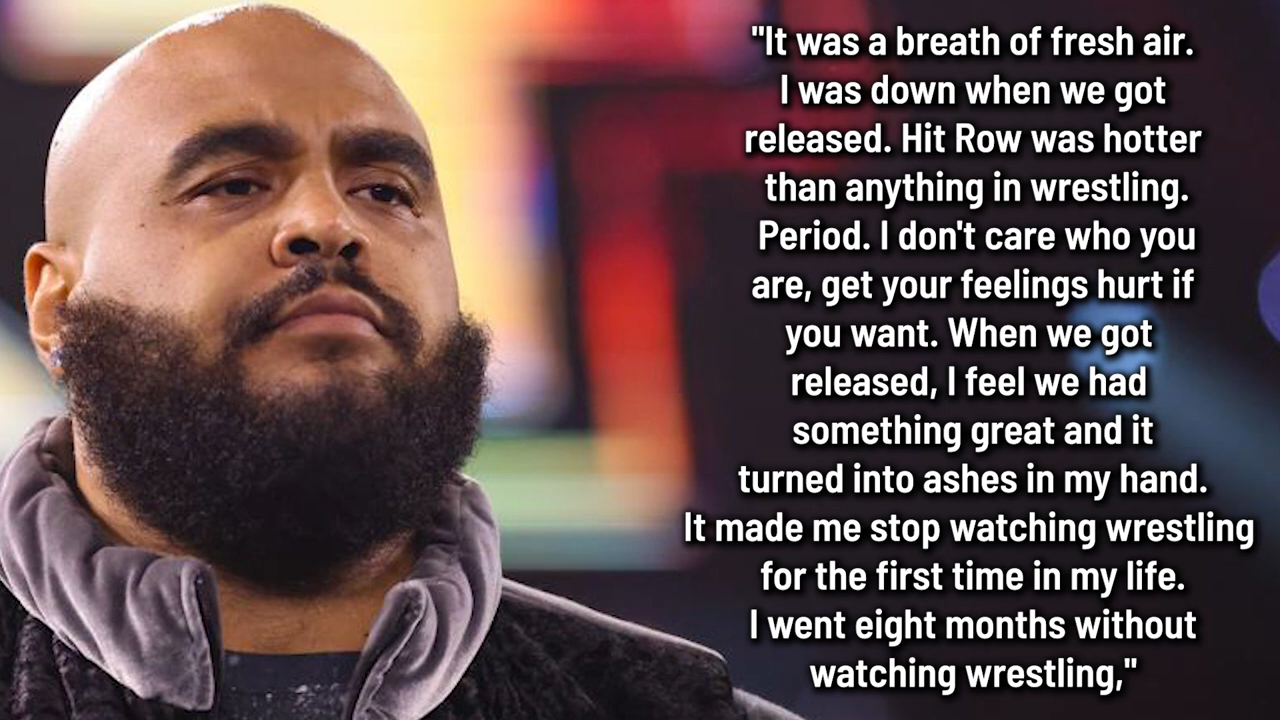 "It was a breath of fresh air.
I was down when we got
released. Hit Row was hotter
than anything in wrestling.
Period. I don't care who you
are, get your feelings hurt if
you want. When we got
released, I feel we had
something great and it
turned into ashes in my hand.
It made me stop watching wrestling
for the first time in my life.
I went eight months without
watching wrestling,"